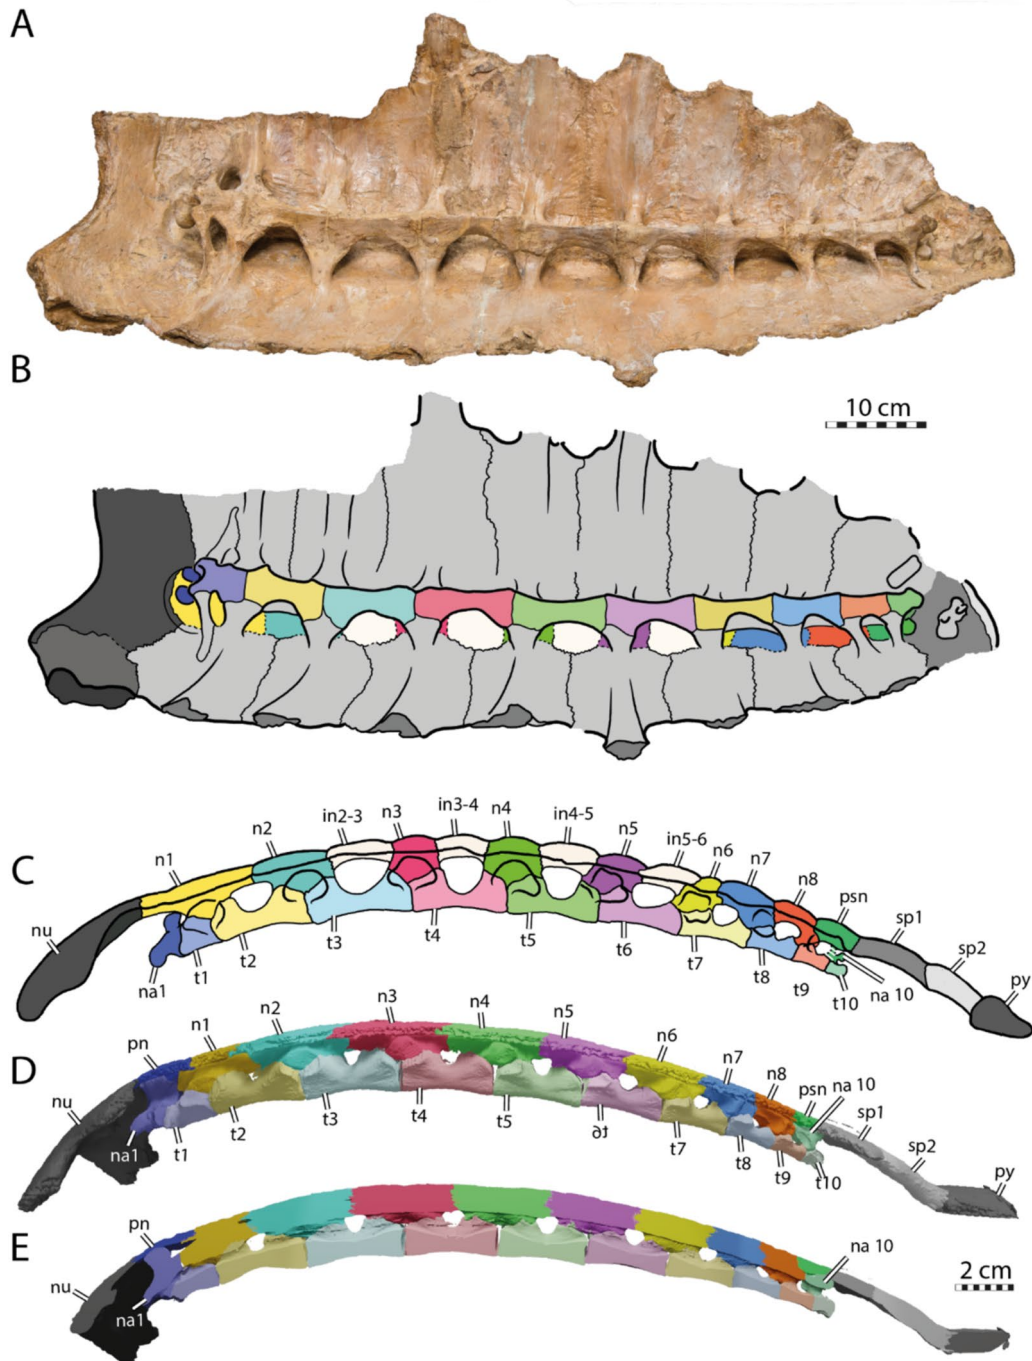 A
B
10 cm
C
nu
n1
n2
in2-3
n3
in3-4
n4
in4-5
n5
in5-6
n6
n7
n8
psn
sp1
sp2
py
na1
t1
t2
t3
t4
t5
t6
t7
t8
t9
t10
na 10
D
nu
pn
n1
n2
n3
n4
n5
n6
n7
n8
psn
na 10
sp1
sp2
py
na1
t1
t2
t3
t4
t5
∂t
t7
t8
t9
t10
E
nu
pn
na1
na 10
2 cm